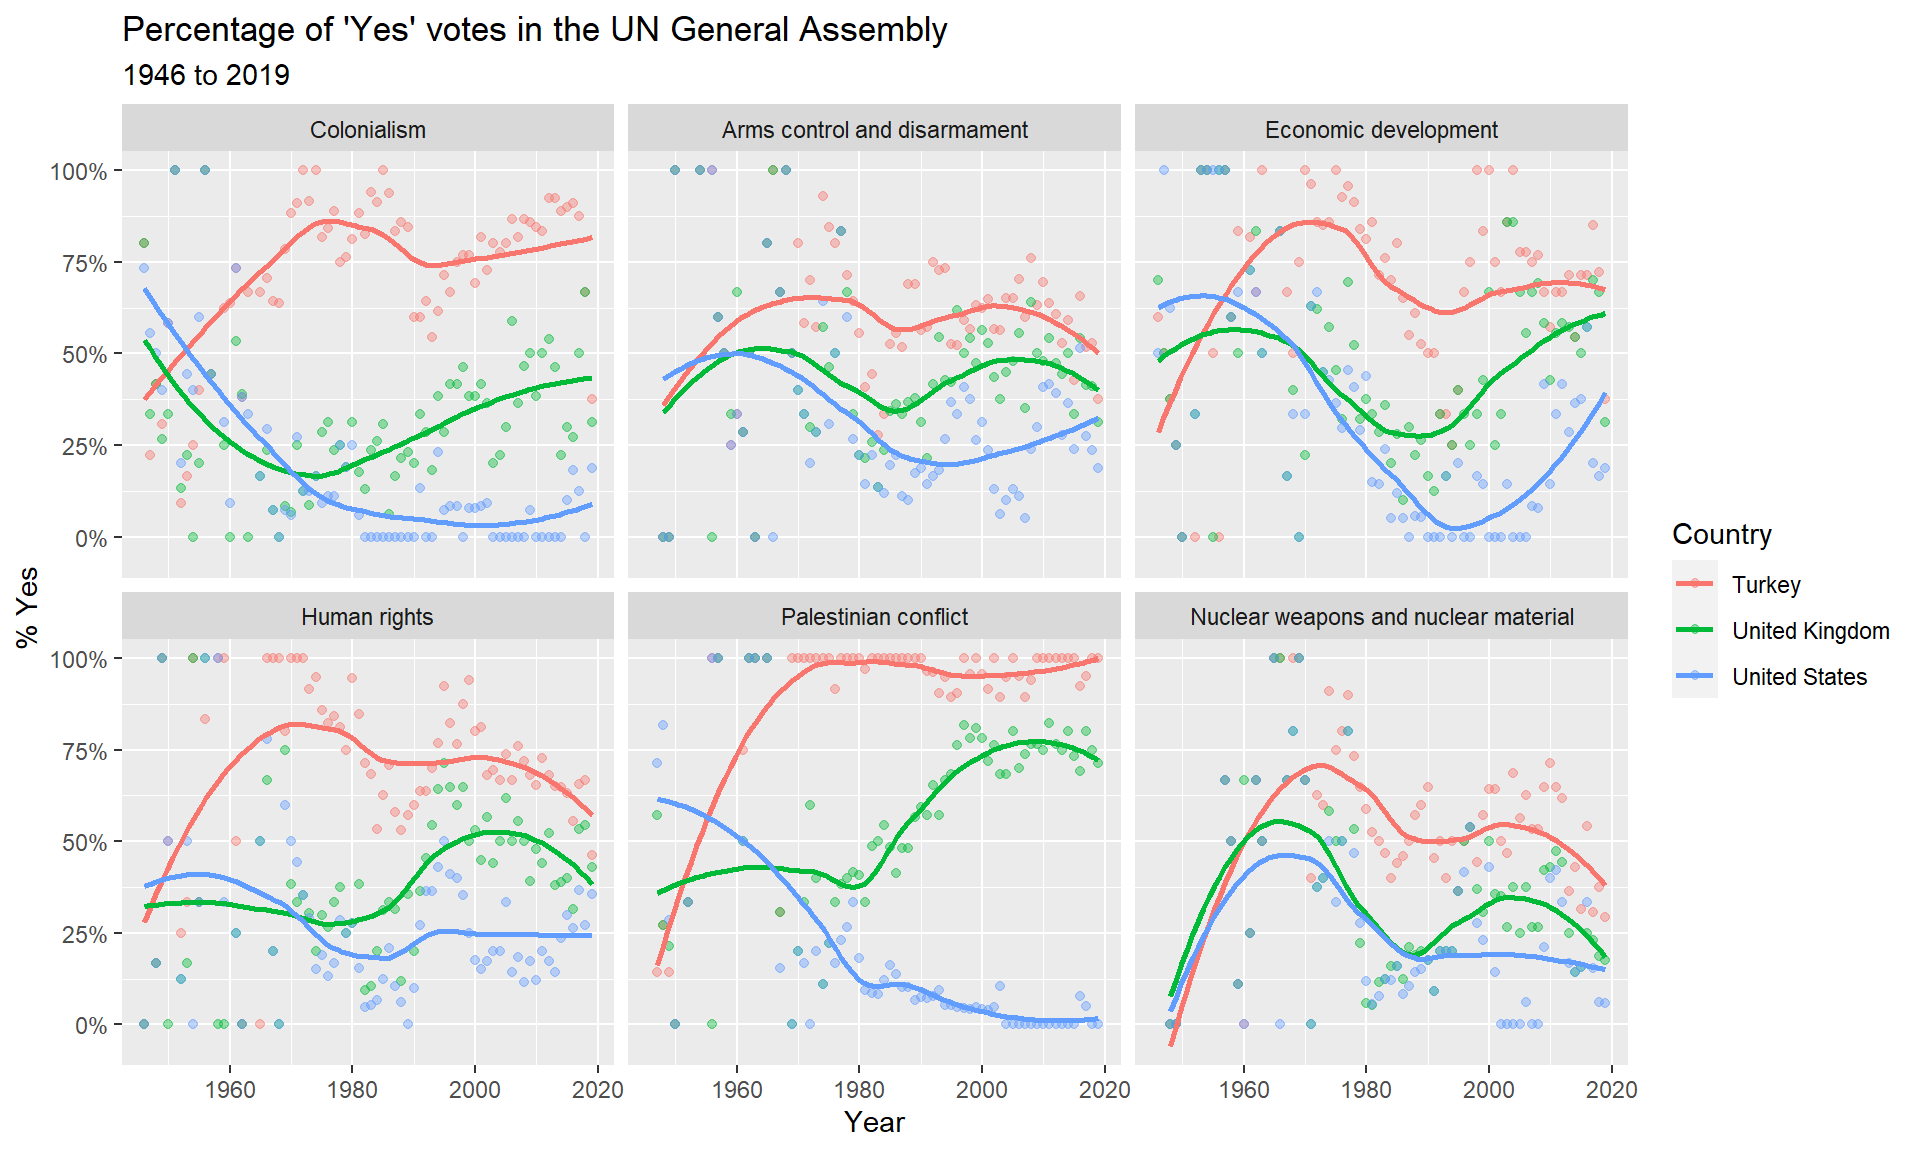 Percentage of 'Yes' votes in the UN General Assembly
1946 to 2019
Colonialism
Arms control and disarmament
Economic development
100%
75%
50%
25%
0%
Human rights
Palestinian conflict
Nuclear weapons and nuclear material
100%
75%
50%
25%
0%
% Yes
1960 1980 2000 2020
1960 1980 2000 2020
1960 1980 2000 2020
Year
Country
Turkey
United Kingdom
United States